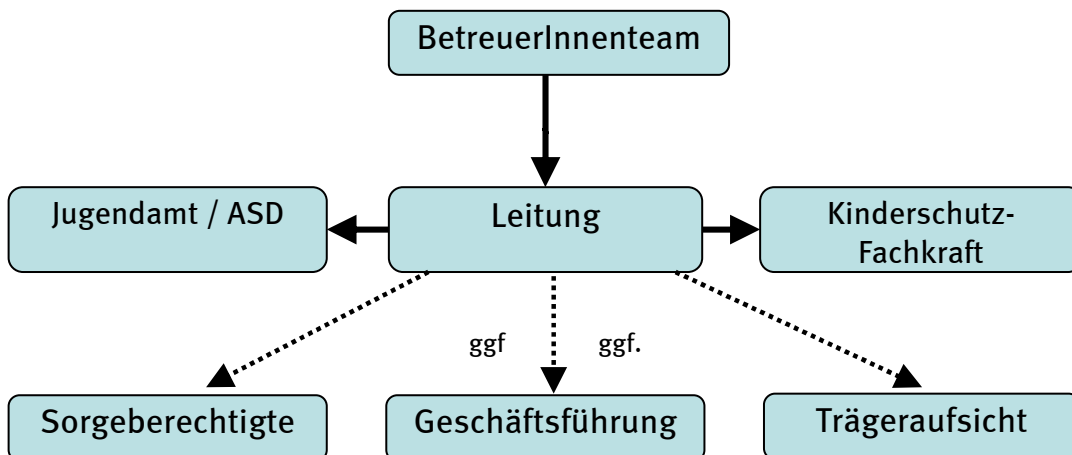 BetreuerInnenteam
Jugendamt / ASD
Leitung
Kinderschutz-
Fachkraft
ggf
ggf.
Sorgeberechtigte
Geschäftsführung
Trägeraufsicht